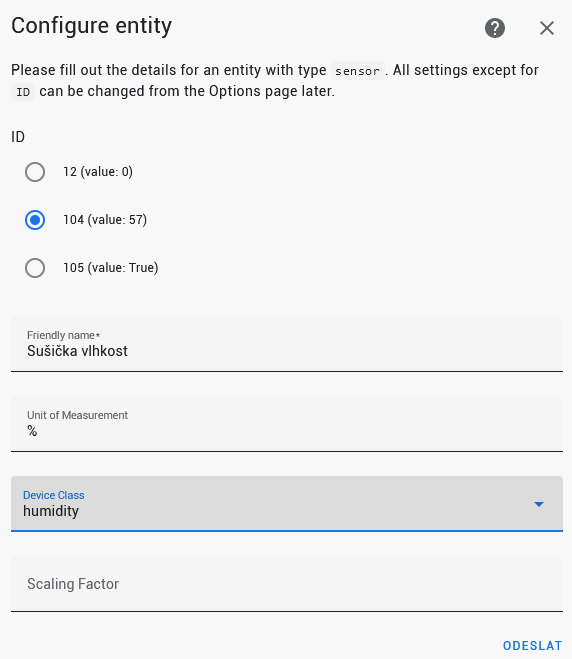 Configure entity
Please fill out the details for an entity with type sensor. All settings except for
ID can be changed from the Options page later.
ID
12 (value: 0)
104 (value: 57)
105 (value: True)
Friendly name*
Sušička vlhkost
Unit of Measurement
%
Device Class
humidity
Scaling Factor
ODESLAT